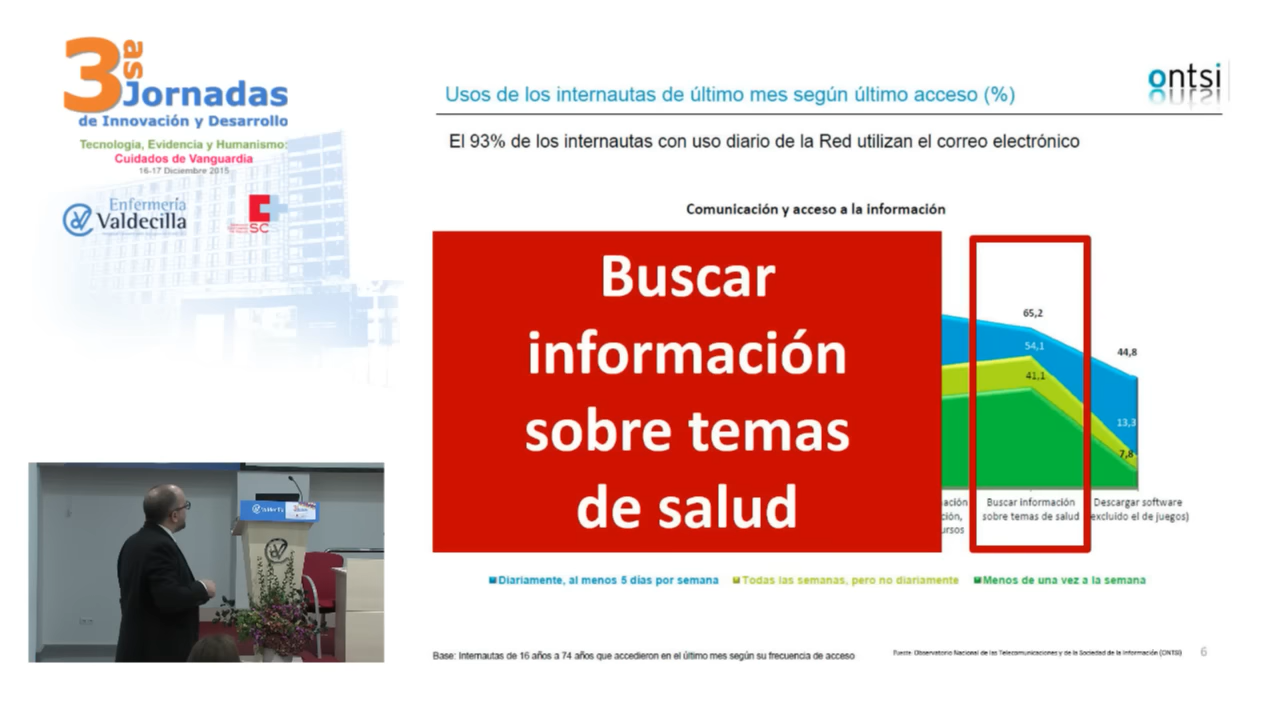 3as Jornadas
de Innovación y Desarrollo
Tecnología, Evidencia y Humanismo:
Cuidados de Vanguardia
16-17 Diciembre 2015
Enfermería
Valdecilla
SC
ontsi
Usos de los internautas de último mes según último acceso (%)
El 93% de los internautas con uso diario de la Red utilizan el correo electrónico
Comunicación y acceso a la información
Buscar
información
sobre temas
de salud
65,2
54,1
41,1
44,8
13,3
7,8
Buscar información
sobre temas de salud
Descargar software
excluido el de juegos)
Diariamente, al menos 5 días por semana
Todas las semanas, pero no diariamente
Menos de una vez a la semana
Base: Internautas de 16 años a 74 años que accedieron en el último mes según su frecuencia de acceso
Fuente: Observatorio Nacional de las Telecomunicaciones y de la Sociedad de la Información (ONTSI)
6
Valdecilla